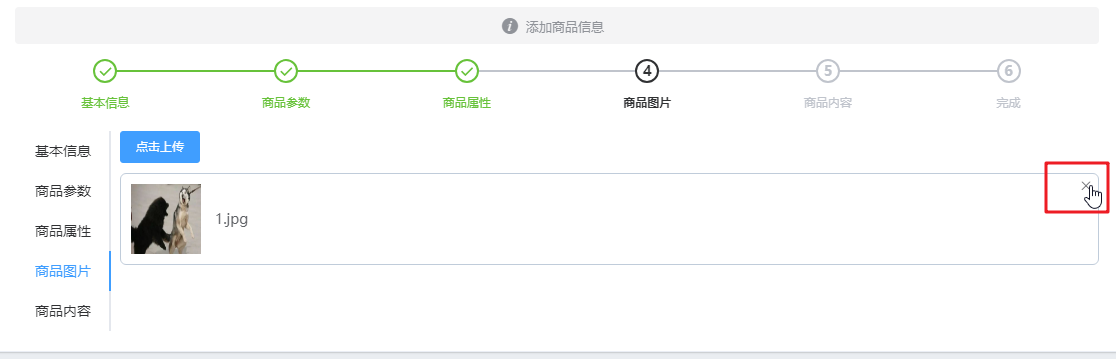 添加商品信息
4 5 6
基本信息 商品参数 商品属性 商品图片 商品内容 完成
基本信息
商品参数
商品属性
商品图片
商品内容
点击上传
1.jpg